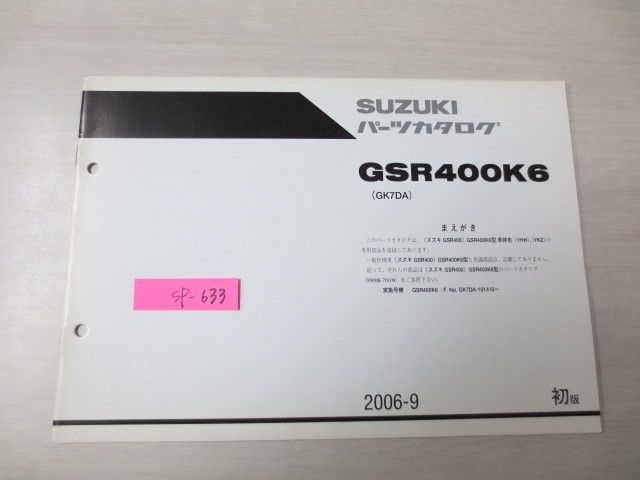 SUZUKI
パーツカタログ
GSR400K6
(GK7DA)
まえがき
このパーツカタログは、(スズキ GSR400) GSR400K6型 車体色 (YHH),(YKZ)の
専用部品を収録してあります。
一般仕様車 (スズキ GSR400) GSR400K6型と共通部品は、記載してありません。
従って、それらの部品は (スズキ GSR400) GSR400K6型のパーツカタログ
をご参照下さい。
実施号機 GSR400K6 : F. No. GK7DA-101416〜
SP-633
2006-9
初版